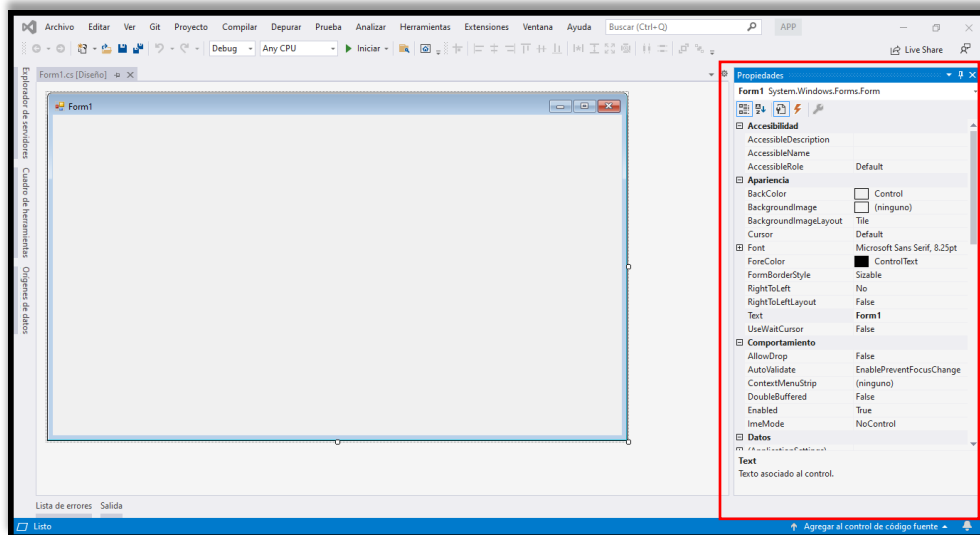 Archivo Editar Ver Git Proyecto Compilar Depurar Prueba Analizar Herramientas Extensiones Ventana Ayuda Buscar (Ctrl+Q) APP
Debug Any CPU Iniciar Live Share
Explorador de servidores
Cuadro de herramientas
Orígenes de datos
Form1.cs [Diseño]
Form1
Propiedades
Form1 System.Windows.Forms.Form
Accesibilidad
AccessibleDescription
AccessibleName
AccessibleRole Default
Apariencia
BackColor Control
BackgroundImage (ninguno)
BackgroundImageLayout Tile
Cursor Default
Font Microsoft Sans Serif, 8.25pt
ForeColor ControlText
FormBorderStyle Sizable
RightToLeft No
RightToLeftLayout False
Text Form1
UseWaitCursor False
Comportamiento
AllowDrop False
AutoValidate EnablePreventFocusChange
ContextMenuStrip (ninguno)
DoubleBuffered False
Enabled True
ImeMode NoControl
Datos
(ApplicationSettings)
Text
Texto asociado al control.
Lista de errores Salida
Listo Agregar al control de código fuente